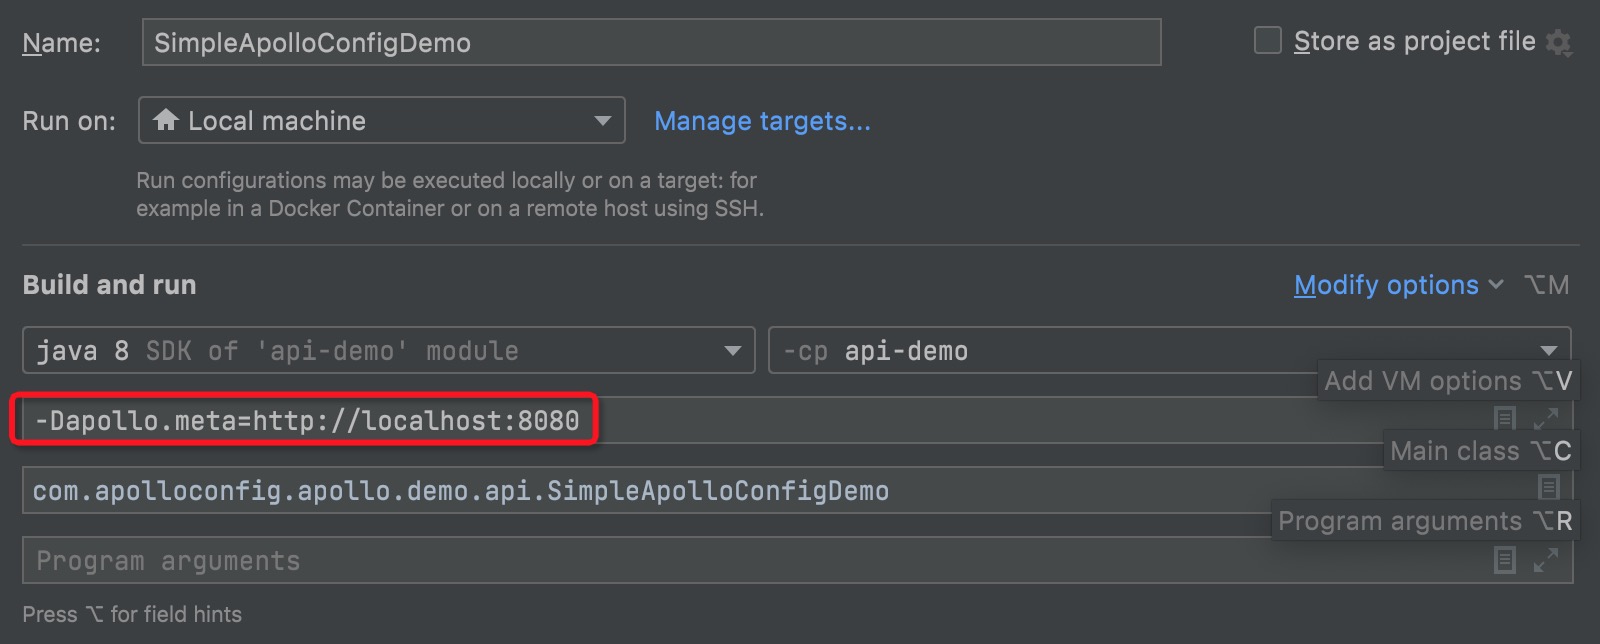 Name: SimpleApolloConfigDemo Store as project file
Run on: Local machine Manage targets...
Run configurations may be executed locally or on a target: for
example in a Docker Container or on a remote host using SSH.
Build and run Modify options ⌥M
java 8 SDK of 'api-demo' module -cp api-demo
Add VM options ⌥V
-Dapollo.meta=http://localhost:8080
Main class ⌥C
com.apolloconfig.apollo.demo.api.SimpleApolloConfigDemo
Program arguments ⌥R
Program arguments
Press ⌥ for field hints